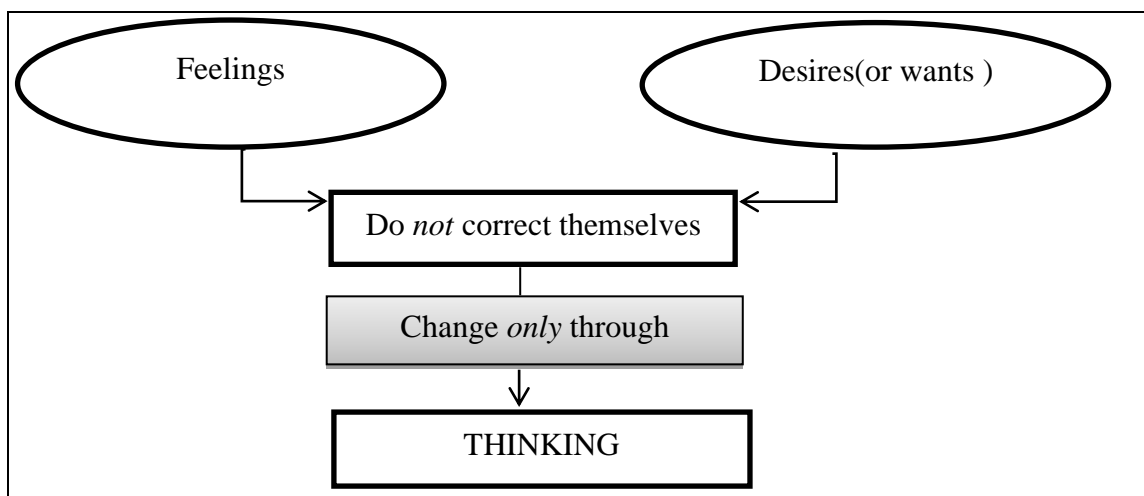 Feelings
Desires(or wants )
Do not correct themselves
Change only through
THINKING